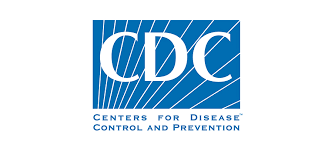 CDC
CENTERS FOR DISEASE™
CONTROL AND PREVENTION